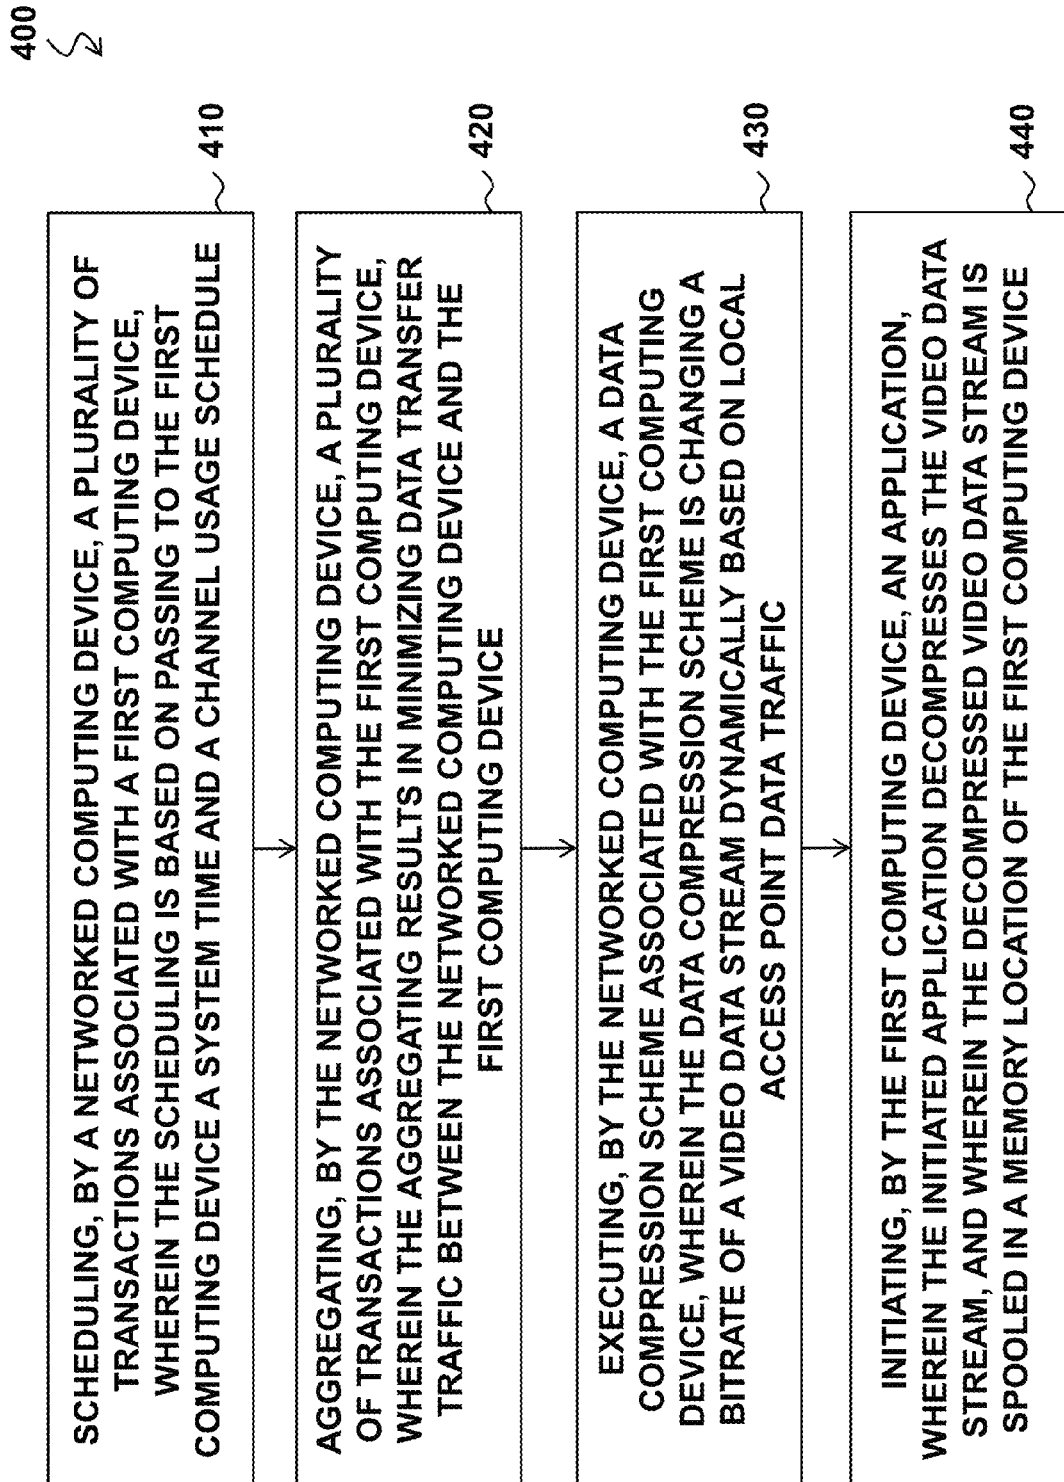 400
SCHEDULING, BY A NETWORKED COMPUTING DEVICE, A PLURALITY OF
TRANSACTIONS ASSOCIATED WITH A FIRST COMPUTING DEVICE,
WHEREIN THE SCHEDULING IS BASED ON PASSING TO THE FIRST
COMPUTING DEVICE A SYSTEM TIME AND A CHANNEL USAGE SCHEDULE
410
AGGREGATING, BY THE NETWORKED COMPUTING DEVICE, A PLURALITY
OF TRANSACTIONS ASSOCIATED WITH THE FIRST COMPUTING DEVICE,
WHEREIN THE AGGREGATING RESULTS IN MINIMIZING DATA TRANSFER
TRAFFIC BETWEEN THE NETWORKED COMPUTING DEVICE AND THE
FIRST COMPUTING DEVICE
420
EXECUTING, BY THE NETWORKED COMPUTING DEVICE, A DATA
COMPRESSION SCHEME ASSOCIATED WITH THE FIRST COMPUTING
DEVICE, WHEREIN THE DATA COMPRESSION SCHEME IS CHANGING A
BITRATE OF A VIDEO DATA STREAM DYNAMICALLY BASED ON LOCAL
ACCESS POINT DATA TRAFFIC
430
INITIATING, BY THE FIRST COMPUTING DEVICE, AN APPLICATION,
WHEREIN THE INITIATED APPLICATION DECOMPRESSES THE VIDEO DATA
STREAM, AND WHEREIN THE DECOMPRESSED VIDEO DATA STREAM IS
SPOOLED IN A MEMORY LOCATION OF THE FIRST COMPUTING DEVICE
440